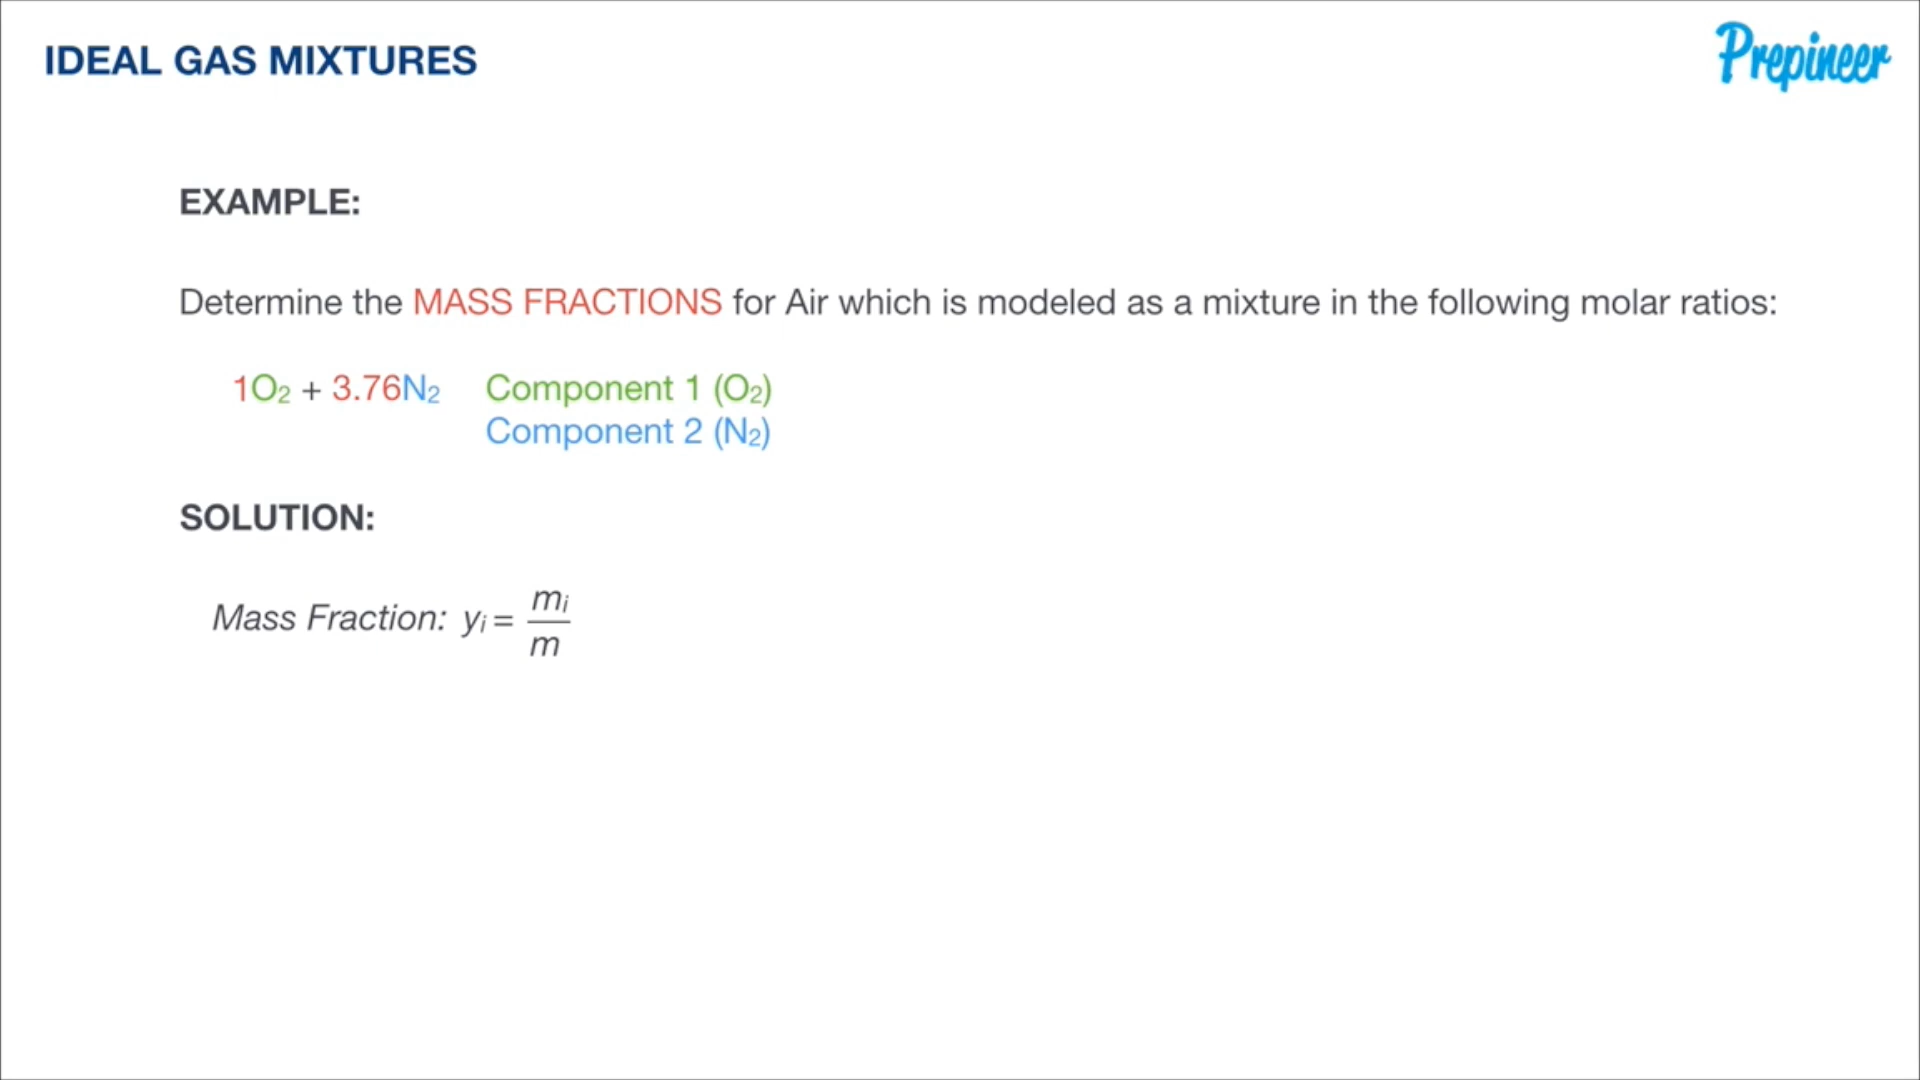 IDEAL GAS MIXTURES
Prepineer
EXAMPLE:
Determine the MASS FRACTIONS for Air which is modeled as a mixture in the following molar ratios:
1O₂ + 3.76N₂ Component 1 (O₂)
Component 2 (N₂)
SOLUTION:
Mass Fraction: yᵢ = mᵢ / m